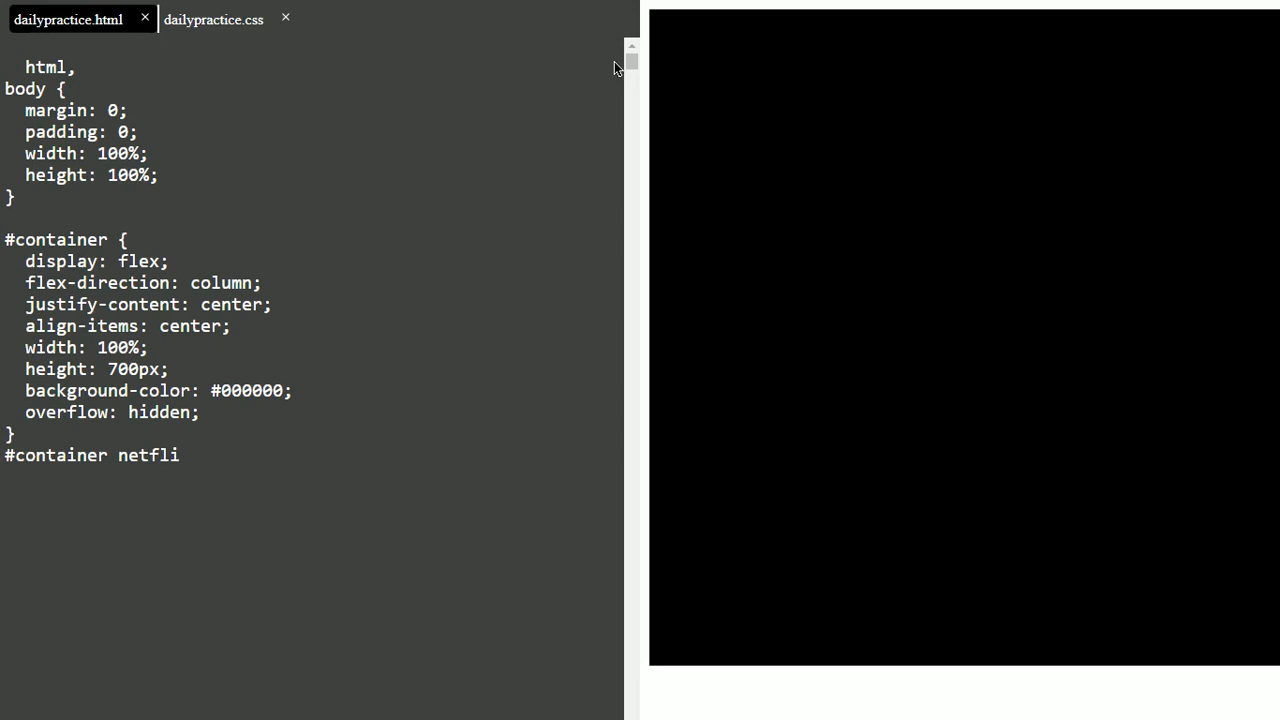 dailypractice.html × dailypractice.css ×
html,
body {
margin: 0;
padding: 0;
width: 100%;
height: 100%;
}
#container {
display: flex;
flex-direction: column;
justify-content: center;
align-items: center;
width: 100%;
height: 700px;
background-color: #000000;
overflow: hidden;
}
#container netfli